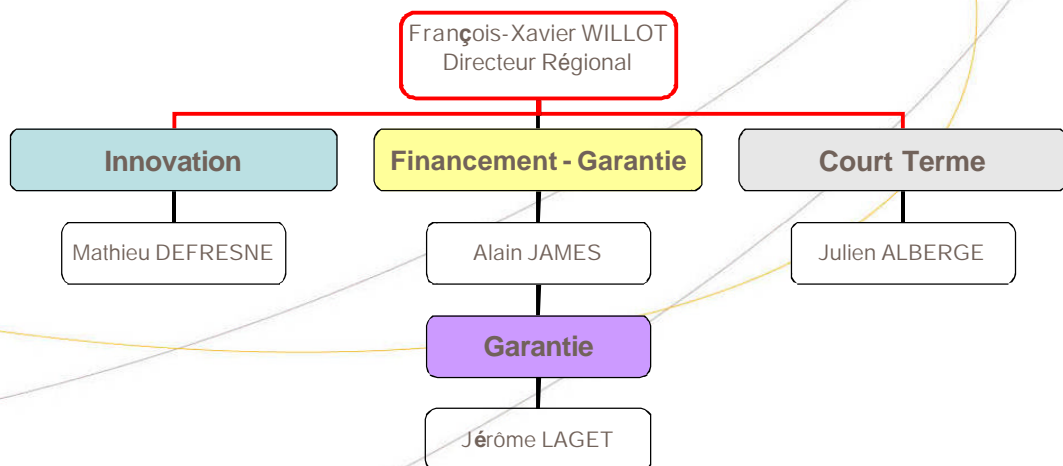 François-Xavier WILLOT
Directeur Régional
Innovation
Financement - Garantie
Court Terme
Mathieu DEFRESNE
Alain JAMES
Julien ALBERGE
Garantie
Jérôme LAGET